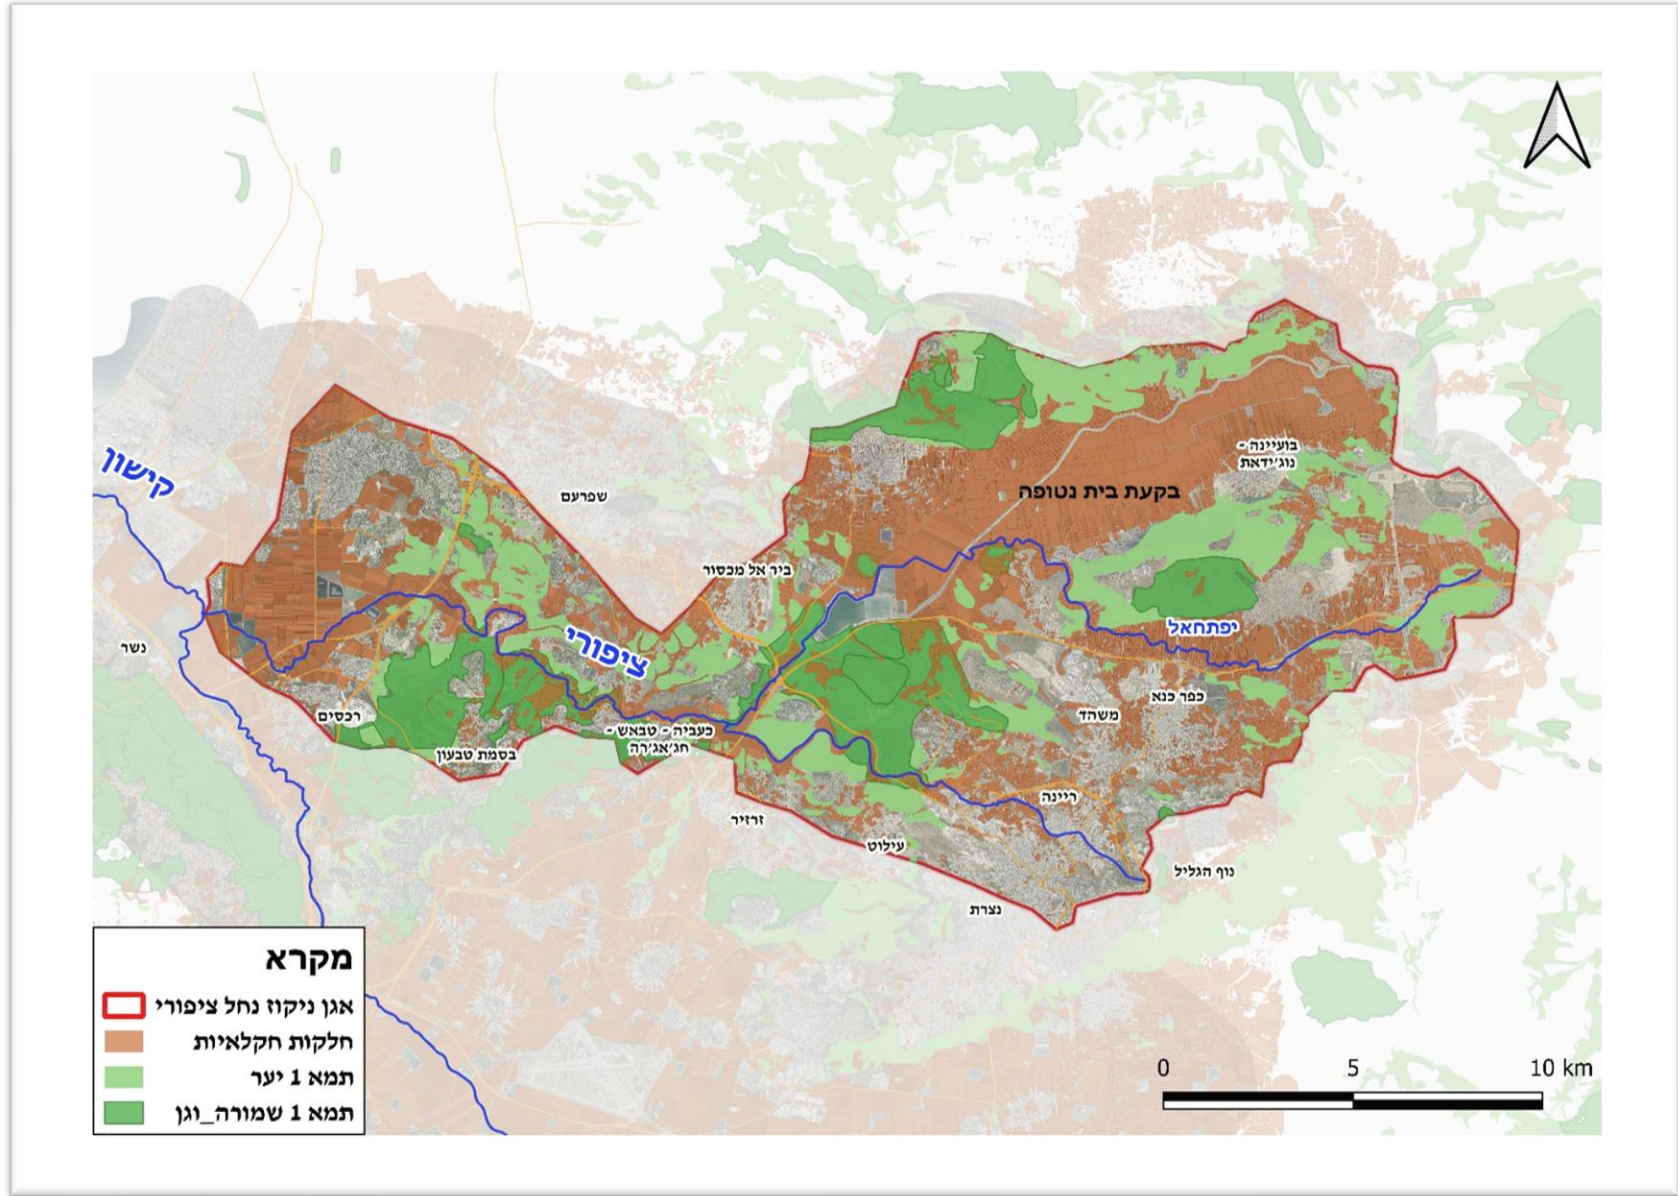 קישון
שפרעם
בועיינה -
נוג'ידאת
בקעת בית נטופה
ביר אל מכסור
נשר
ציפורי
יפתחאל
רכסים
כפר כנא
משהד
כעביה - טבאש -
חג'אג'רה
בסמת טבעון
ריינה
זרזיר
עילוט
נוף הגליל
נצרת
מקרא
אגן ניקוז נחל ציפורי
חלקות חקלאיות
תמא 1 יער
תמא 1 שמורה_וגן
0 5 10 km